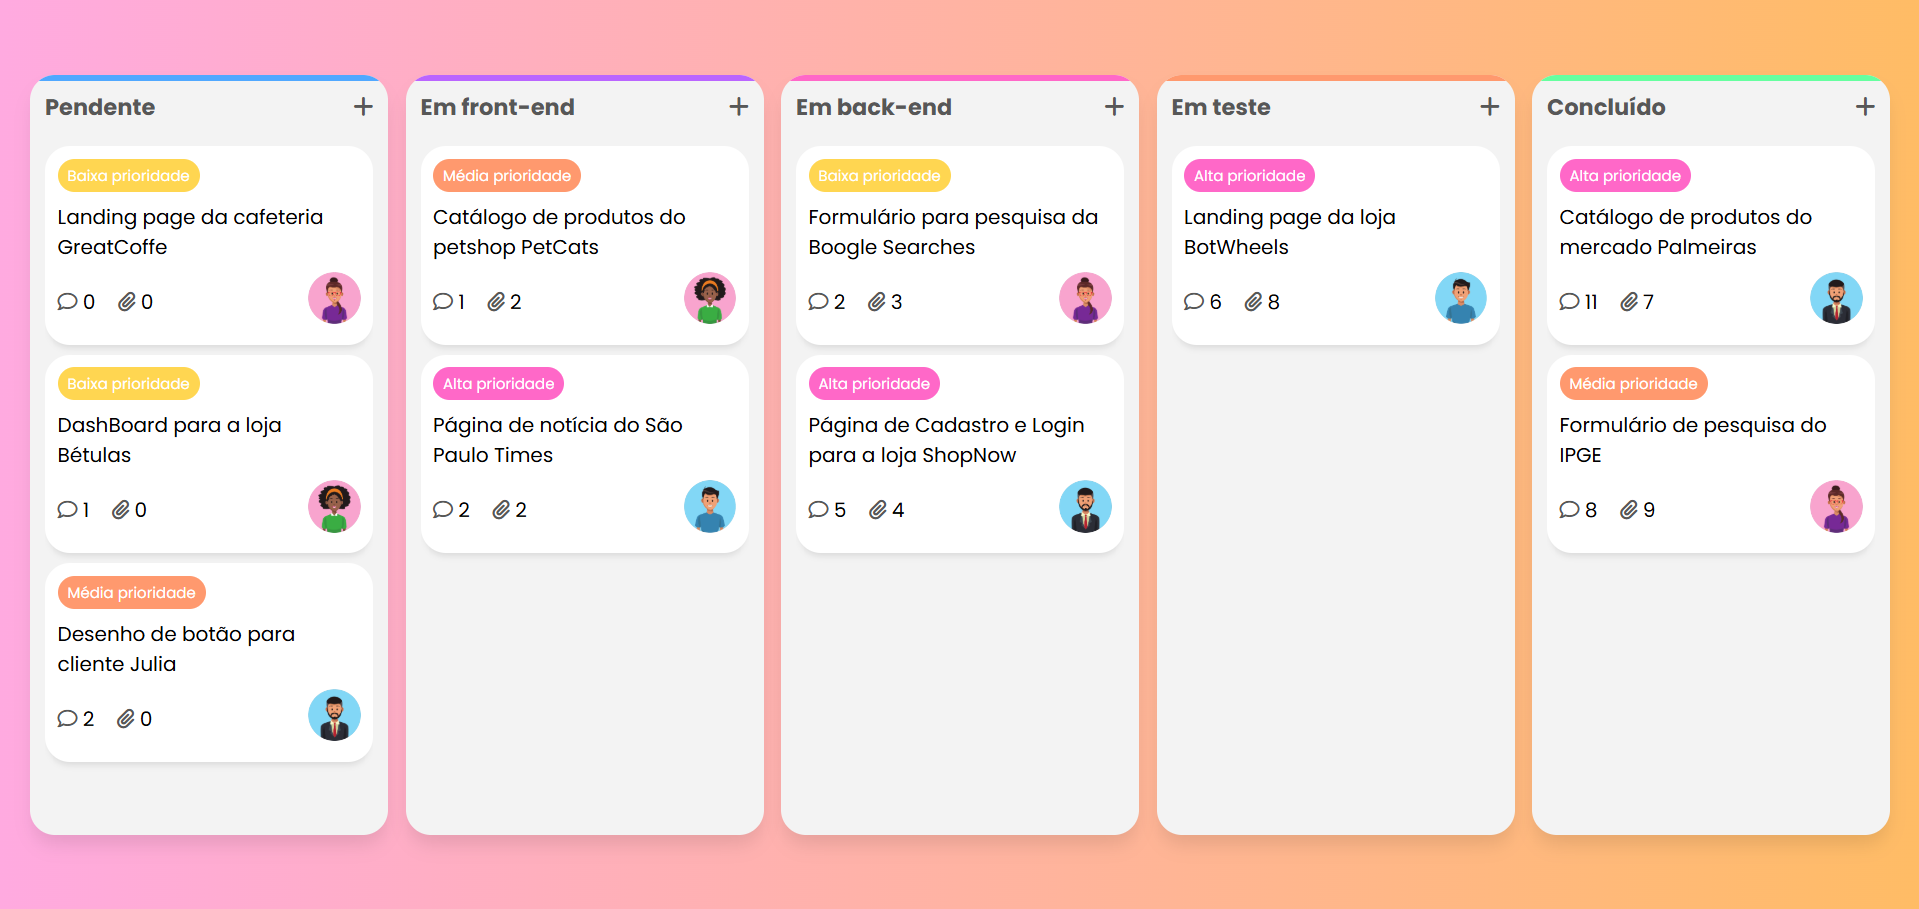 Pendente
Baixa prioridade
Landing page da cafeteria
GreatCoffe
0 0
Baixa prioridade
DashBoard para a loja
Bétulas
1 0
Média prioridade
Desenho de botão para
cliente Julia
2 0
Em front-end
Média prioridade
Catálogo de produtos do
petshop PetCats
1 2
Alta prioridade
Página de notícia do São
Paulo Times
2 2
Em back-end
Baixa prioridade
Formulário para pesquisa da
Boogle Searches
2 3
Alta prioridade
Página de Cadastro e Login
para a loja ShopNow
5 4
Em teste
Alta prioridade
Landing page da loja
BotWheels
6 8
Concluído
Alta prioridade
Catálogo de produtos do
mercado Palmeiras
11 7
Média prioridade
Formulário de pesquisa do
IPGE
8 9